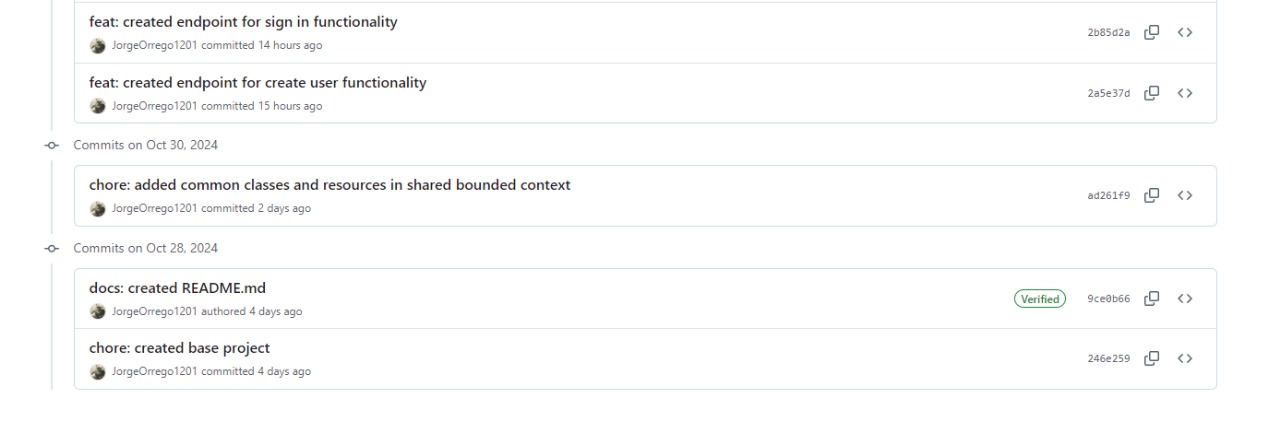 feat: created endpoint for sign in functionality
JorgeOrrego1201 committed 14 hours ago
2b85d2a
feat: created endpoint for create user functionality
JorgeOrrego1201 committed 15 hours ago
2a5e37d
Commits on Oct 30, 2024
chore: added common classes and resources in shared bounded context
JorgeOrrego1201 committed 2 days ago
ad261f9
Commits on Oct 28, 2024
docs: created README.md
JorgeOrrego1201 authored 4 days ago
Verified
9ce0b66
chore: created base project
JorgeOrrego1201 committed 4 days ago
246e259